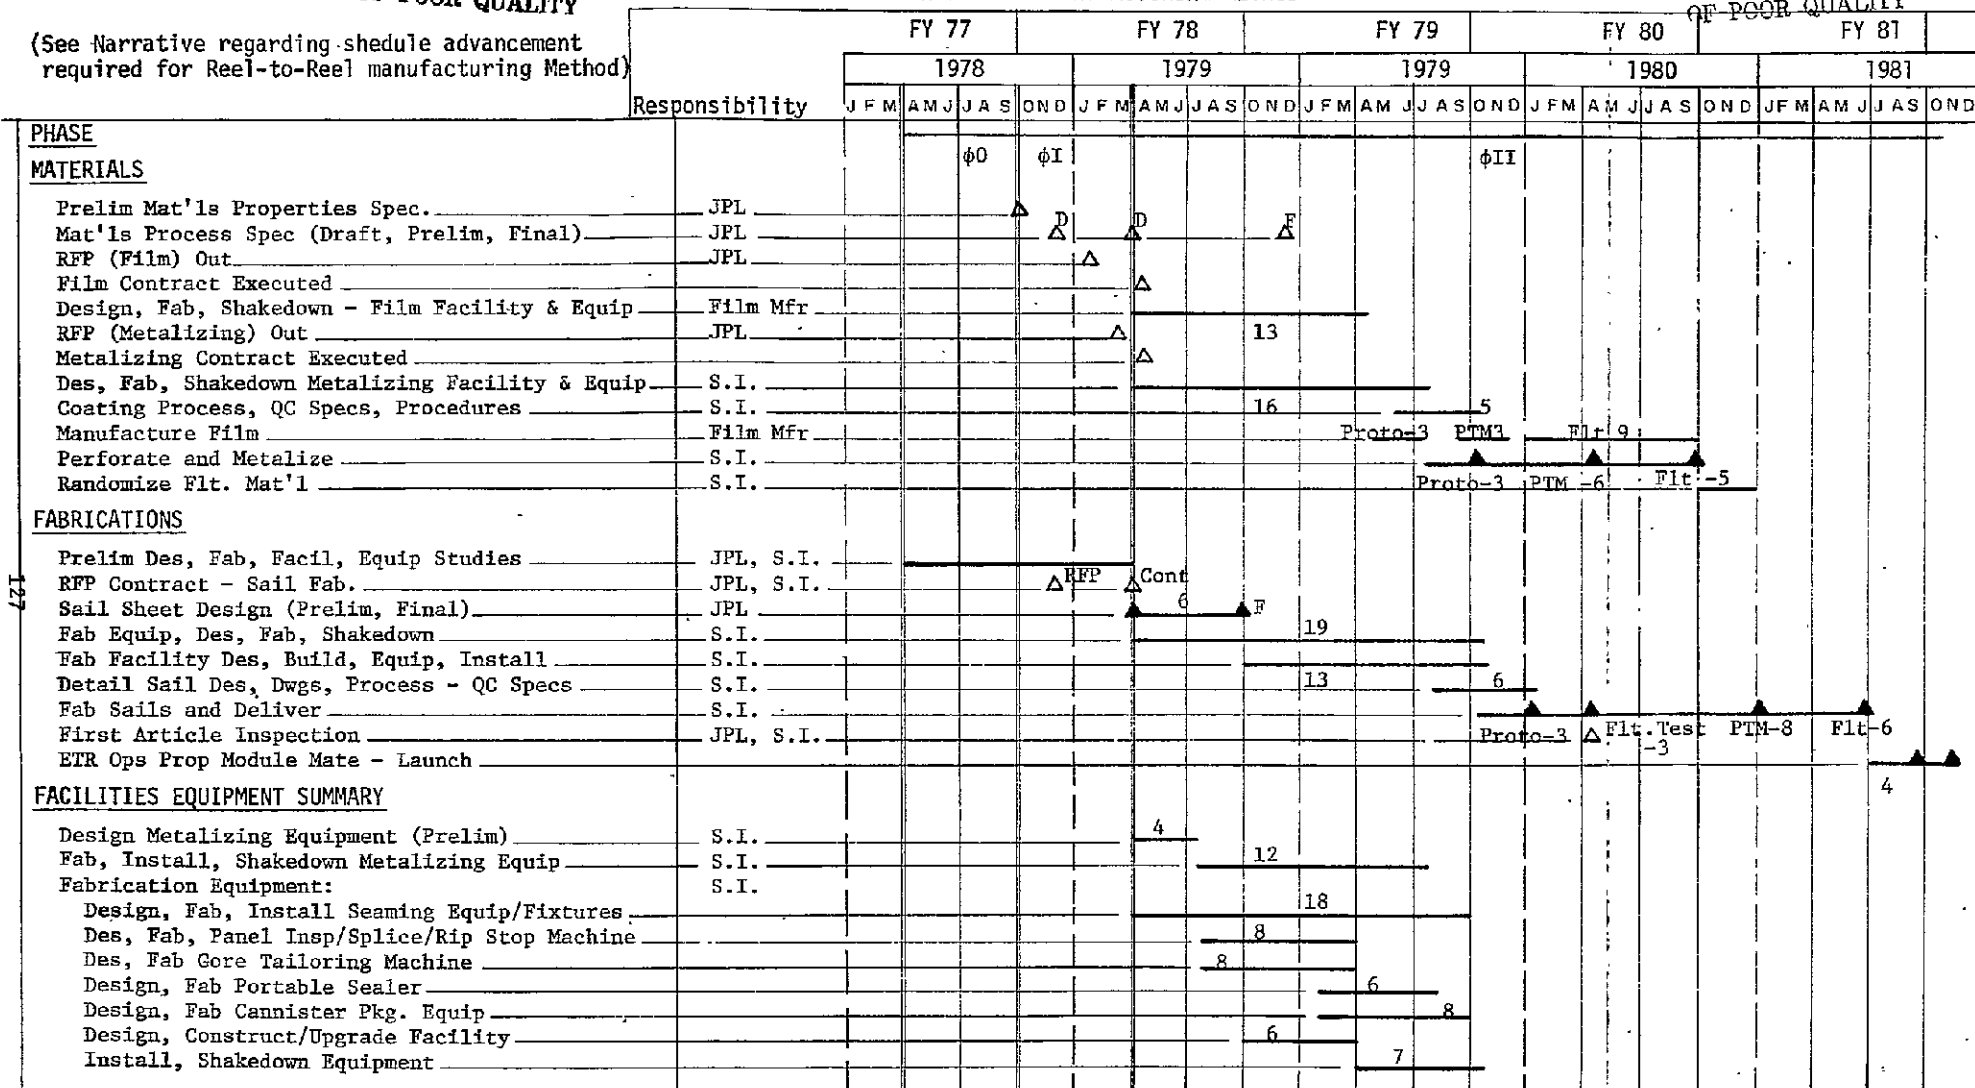 POOR QUALITY
OF POOR QUALITY
(See Narrative regarding shedule advancement
required for Reel-to-Reel manufacturing Method)
FY 77 FY 78 FY 79 FY 80 FY 81
1978 1979 1979 1980 1981
Responsibility J F M A M J J A S O N D J F M A M J J A S O N D J F M A M J J A S O N D J F M A M J J A S O N D J F M A M J J A S O N D
PHASE
ϕ0 ϕI ϕII
MATERIALS
Prelim Mat'ls Properties Spec. JPL
Mat'ls Process Spec (Draft, Prelim, Final) JPL D D F
RFP (Film) Out JPL
Film Contract Executed
Design, Fab, Shakedown - Film Facility & Equip Film Mfr
RFP (Metalizing) Out JPL 13
Metalizing Contract Executed
Des, Fab, Shakedown Metalizing Facility & Equip S.I.
Coating Process, QC Specs, Procedures S.I. 16 5
Manufacture Film Film Mfr Proto-3 PTM3 Flr 9
Perforate and Metalize S.I.
Randomize Flt. Mat'l S.I. Proto-3 PTM -6 Flt -5
FABRICATIONS
Prelim Des, Fab, Facil, Equip Studies JPL, S.I.
RFP Contract - Sail Fab. JPL, S.I. RFP Cont
Sail Sheet Design (Prelim, Final) JPL 6 F
Fab Equip, Des, Fab, Shakedown S.I. 19
Fab Facility Des, Build, Equip, Install S.I.
Detail Sail Des, Dwgs, Process - QC Specs S.I. 13 6
Fab Sails and Deliver S.I.
First Article Inspection JPL, S.I. Proto-3 Flt.Test -3 PTM-8 Flt-6
ETR Ops Prop Module Mate - Launch
4
FACILITIES EQUIPMENT SUMMARY
Design Metalizing Equipment (Prelim) S.I. 4
Fab, Install, Shakedown Metalizing Equip S.I. 12
Fabrication Equipment: S.I.
Design, Fab, Install Seaming Equip/Fixtures 18
Des, Fab, Panel Insp/Splice/Rip Stop Machine 8
Des, Fab Gore Tailoring Machine 8
Design, Fab Portable Sealer 6
Design, Fab Cannister Pkg. Equip 8
Design, Construct/Upgrade Facility 6
Install, Shakedown Equipment 7
127